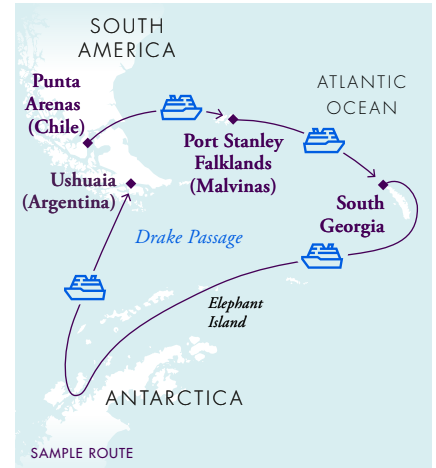 SOUTH
AMERICA
Punta
Arenas
(Chile)
ATLANTIC
OCEAN
Port Stanley
Falklands
(Malvinas)
Ushuaia
(Argentina)
South
Georgia
Drake Passage
Elephant
Island
ANTARCTICA
SAMPLE ROUTE